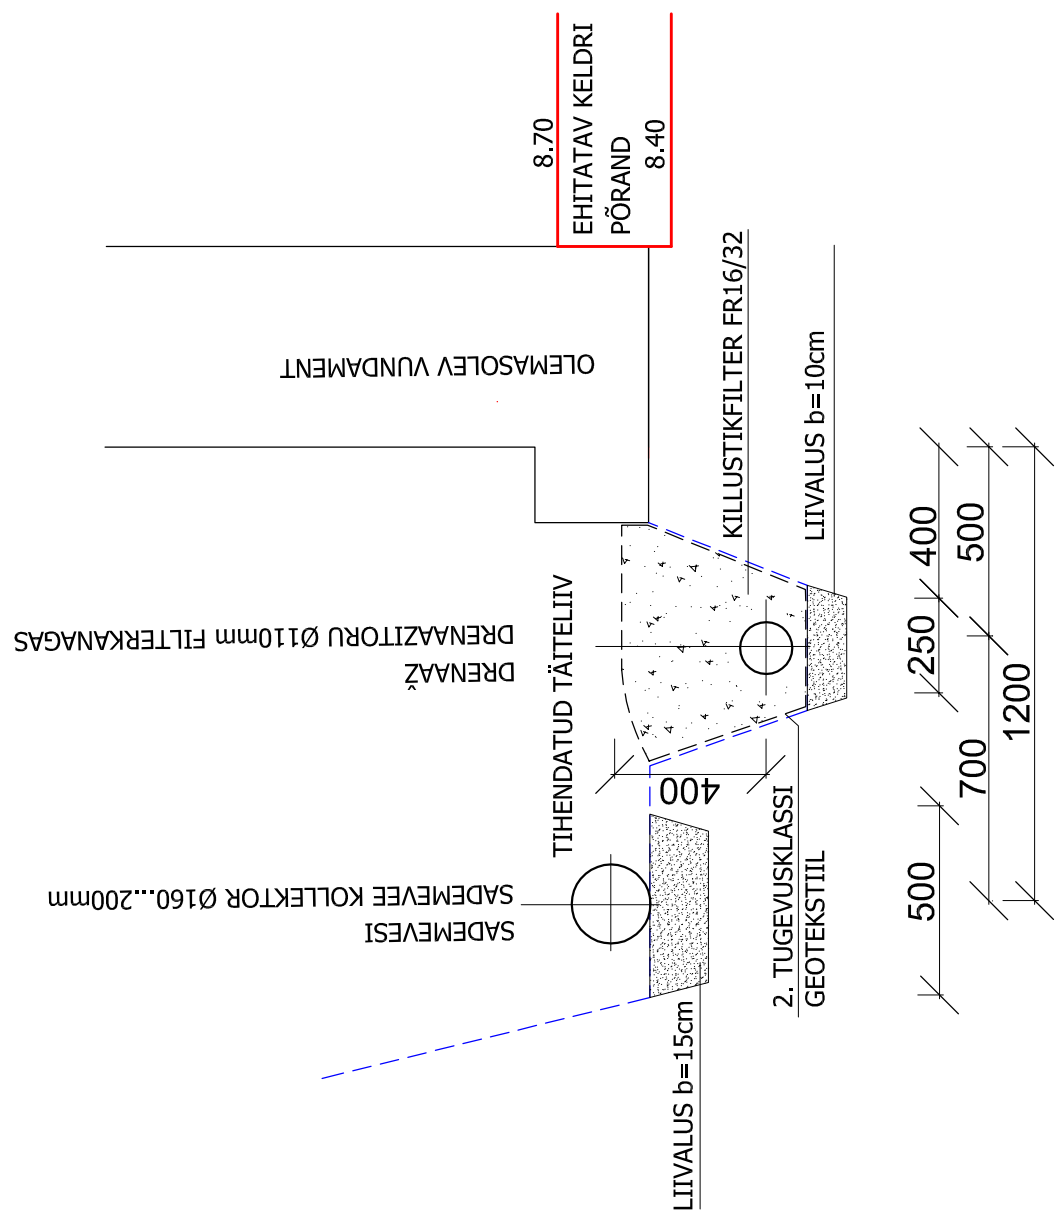 8.70
EHITATAV KELDRI
PÕRAND
8.40
OLEMASOLEV VUNDAMENT
KILLUSTIKFILTER FR16/32
LIIVALUS b=10cm
DRENAAŽ
DRENAAZITORU Ø110mm FILTERKANAGAS
TIHENDATUD TÄITELIIV
400
SADEMEVESI
SADEMEVEE KOLLEKTOR Ø160...200mm
2. TUGEVUSKLASSI
GEOTEKSTIIL
LIIVALUS b=15cm
500
250
400
700
500
1200